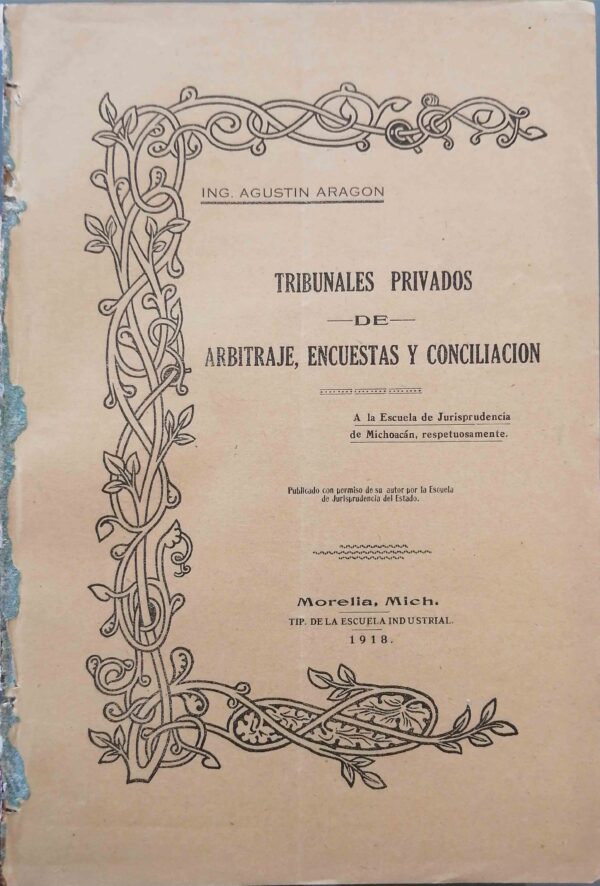 ING. AGUSTIN ARAGON
TRIBUNALES PRIVADOS
—DE—
ARBITRAJE, ENCUESTAS Y CONCILIACION
A la Escuela de Jurisprudencia
de Michoacán, respetuosamente.
Publicado con permiso de su autor por la Escuela
de Jurisprudencia del Estado.
Morelia, Mich.
TIP. DE LA ESCUELA INDUSTRIAL.
1918.